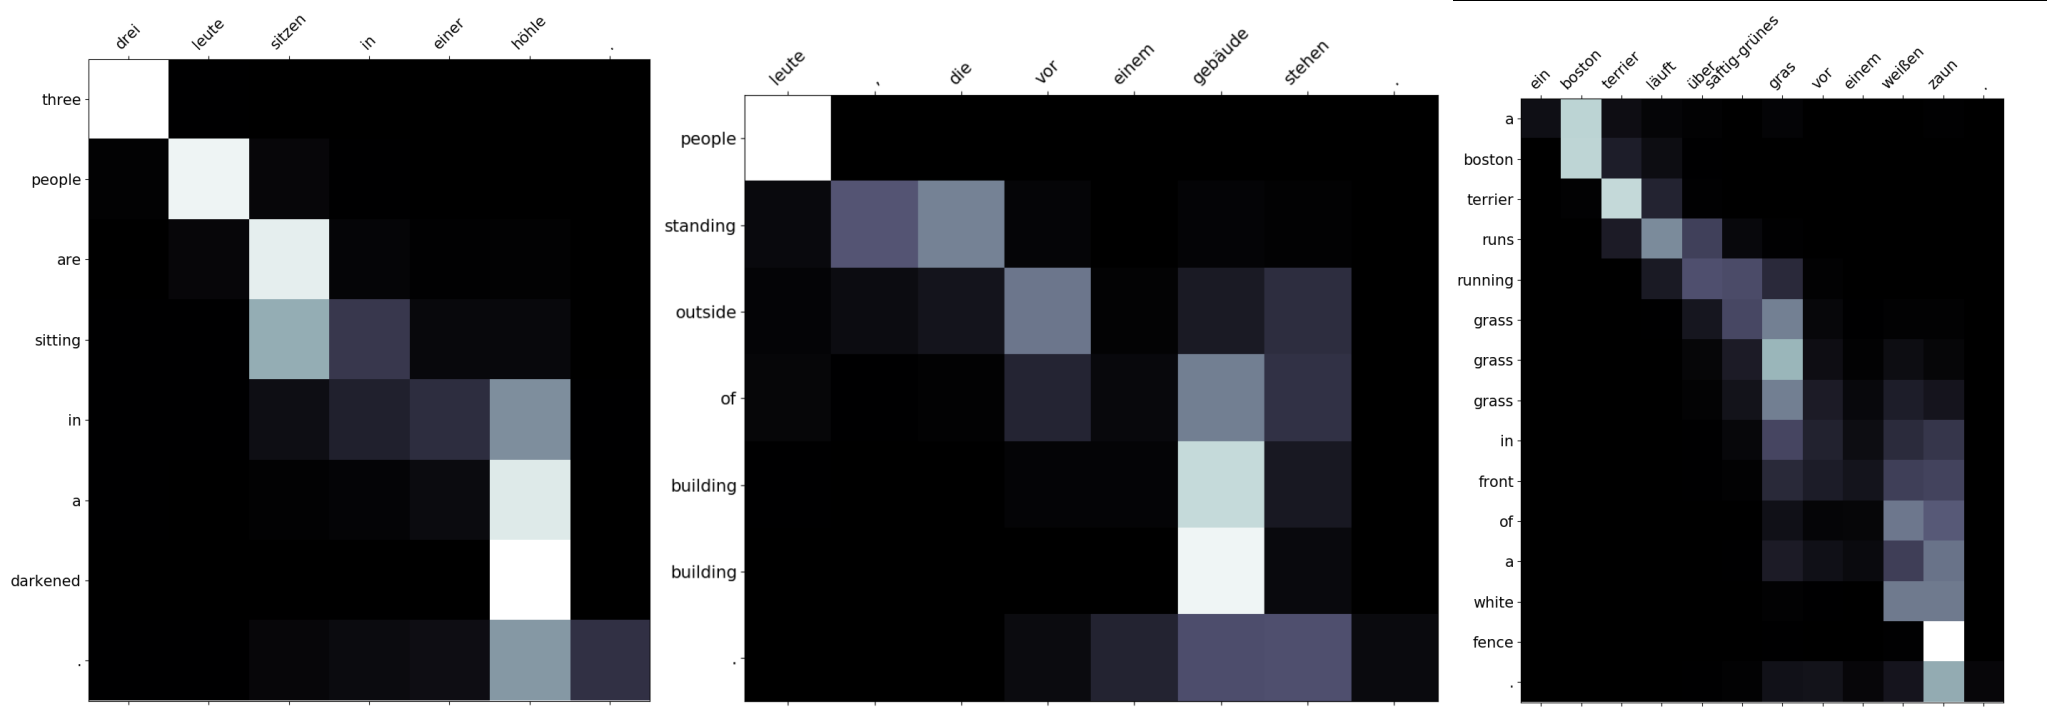 drei leute sitzen in einer höhle .
three
people
are
sitting
in
a
darkened
.
leute , die vor einem gebäude stehen .
people
standing
outside
of
building
building
.
ein boston terrier läuft über saftig-grünes gras vor einem weißen zaun .
a
boston
terrier
runs
running
grass
grass
grass
in
front
of
a
white
fence
.